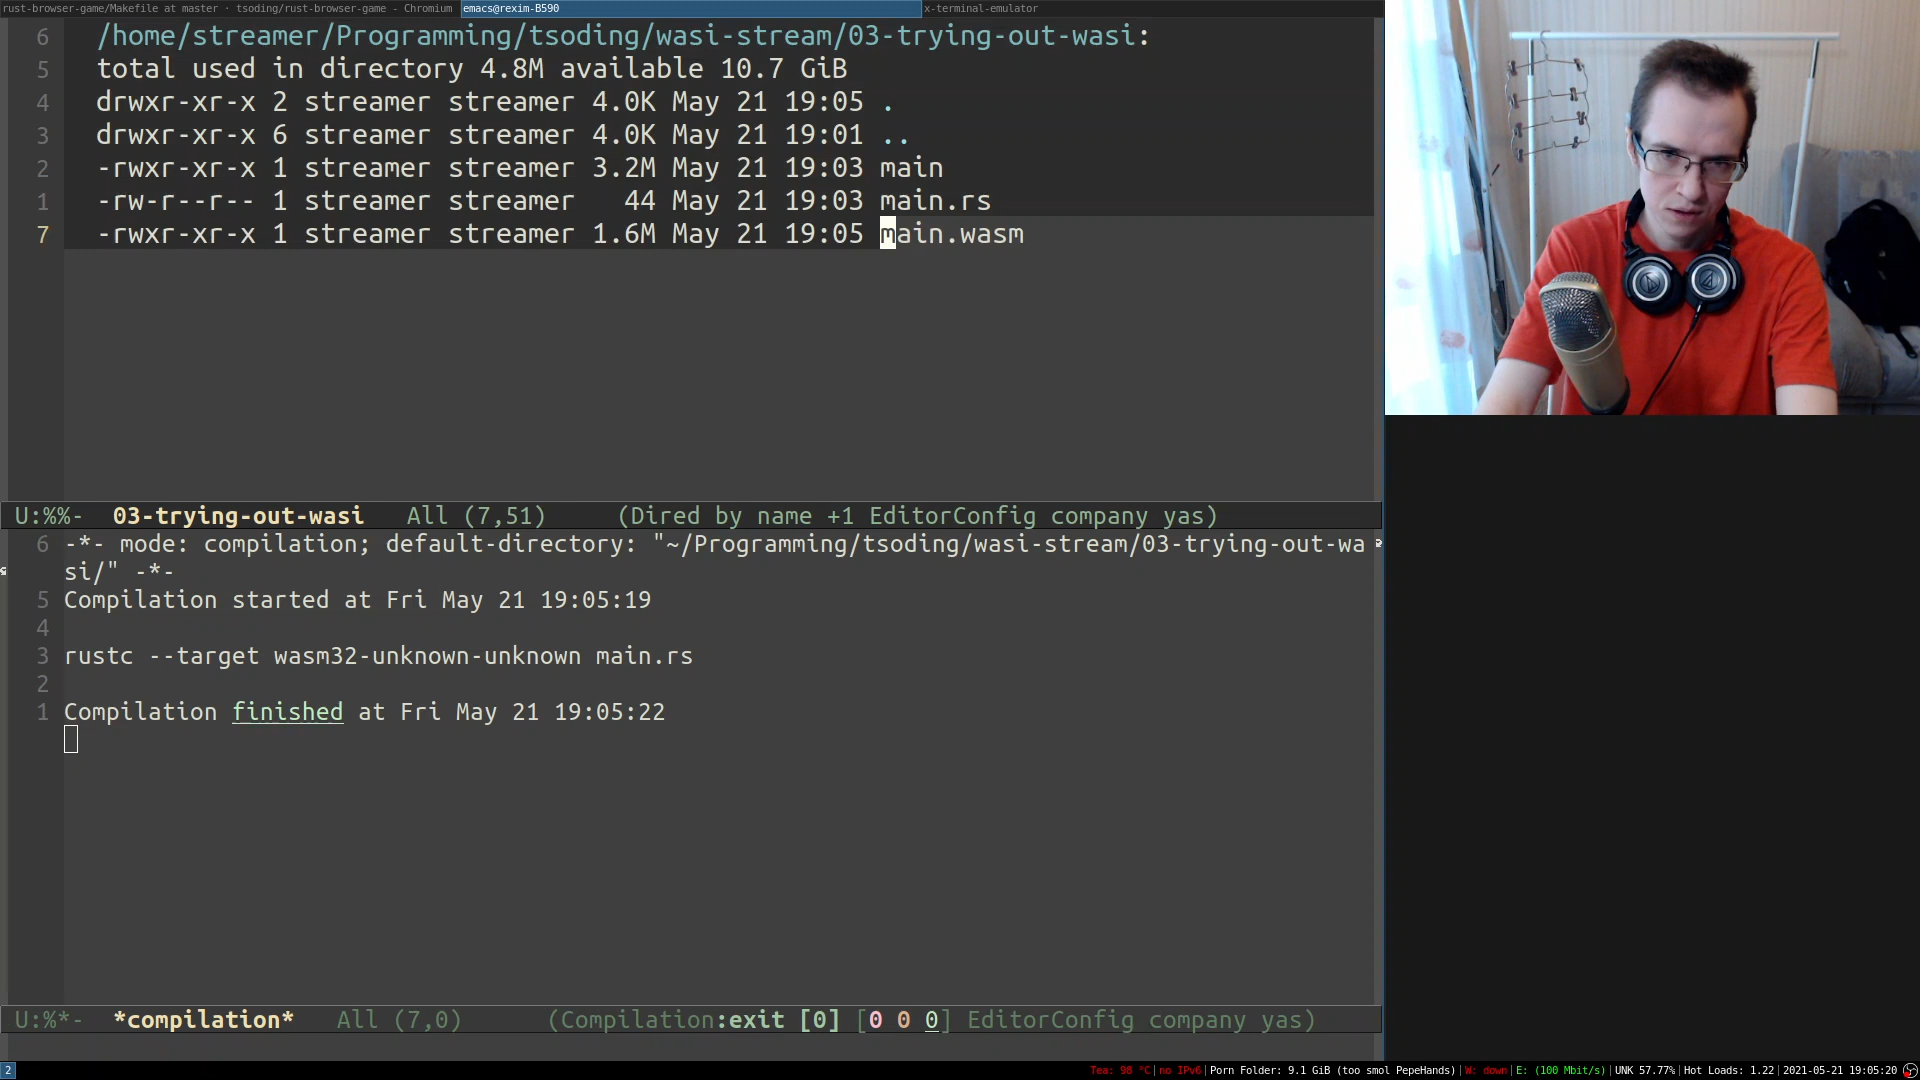 rust-browser-game/Makefile at master · tsoding/rust-browser-game - Chromium
emacs@rexim-B590
x-terminal-emulator
6 /home/streamer/Programming/tsoding/wasi-stream/03-trying-out-wasi:
5 total used in directory 4.8M available 10.7 GiB
4 drwxr-xr-x 2 streamer streamer 4.0K May 21 19:05 .
3 drwxr-xr-x 6 streamer streamer 4.0K May 21 19:01 ..
2 -rwxr-xr-x 1 streamer streamer 3.2M May 21 19:03 main
1 -rw-r--r-- 1 streamer streamer   44 May 21 19:03 main.rs
7 -rwxr-xr-x 1 streamer streamer 1.6M May 21 19:05 main.wasm
U:%%-  03-trying-out-wasi   All (7,51)     (Dired by name +1 EditorConfig company yas)
6 -*- mode: compilation; default-directory: "~/Programming/tsoding/wasi-stream/03-trying-out-wa
si/" -*-
5 Compilation started at Fri May 21 19:05:19
4
3 rustc --target wasm32-unknown-unknown main.rs
2
1 Compilation finished at Fri May 21 19:05:22
U:%*-  *compilation*   All (7,0)      (Compilation:exit [0] [0 0 0] EditorConfig company yas)
2
Tea: 98 °C|no IPv6|Porn Folder: 9.1 GiB (too smol PepeHands)|W: down|E: (100 Mbit/s)|UNK 57.77%|Hot Loads: 1.22|2021-05-21 19:05:20